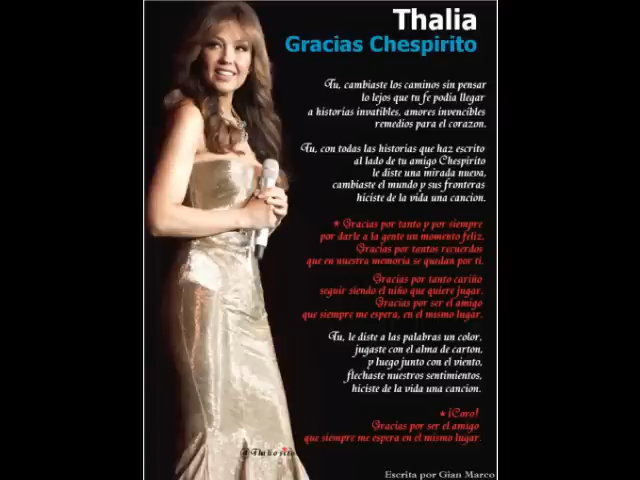 Thalia
Gracias Chespirito
Tu, cambiaste los caminos sin pensar
lo lejos que tu fe podia llegar
a historias invatibles, amores invencibles
remedios para el corazon.
Tu, con todas las historias que haz escrito
al lado de tu amigo Chespirito
le diste una mirada nueva,
cambiaste el mundo y sus fronteras
hiciste de la vida una cancion.
* Gracias por tanto y por siempre
por darle a la gente un momento feliz.
Gracias por tantos recuerdos
que en nuestra memoria se quedan por ti.
Gracias por tanto cariño
seguir siendo el niño que quiere jugar.
Gracias por ser el amigo
que siempre me espera, en el mismo lugar.
Tu, le diste a las palabras un color,
jugaste con el alma de carton,
y luego junto con el viento,
flechaste nuestros sentimientos,
hiciste de la vida una cancion.
* ¡Coro!
Gracias por ser el amigo
que siempre me espera en el mismo lugar.
Escrita por Gian Marco